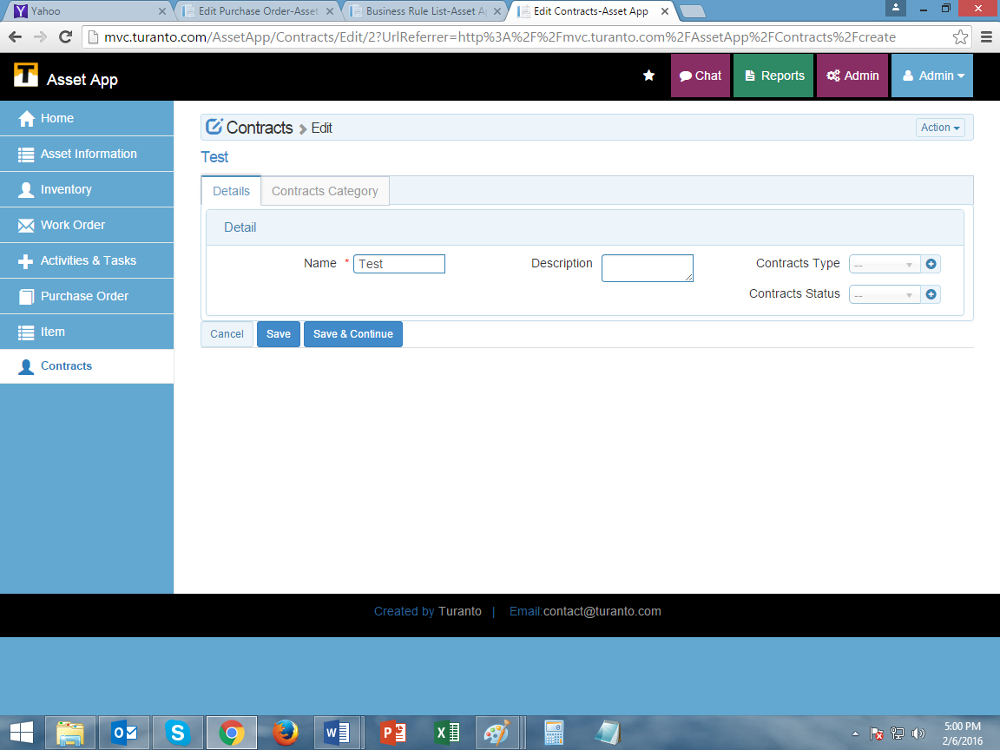 Yahoo
Edit Purchase Order-Asset
Business Rule List-Asset A
Edit Contracts-Asset App
mvc.turanto.com/AssetApp/Contracts/Edit/2?UrlReferrer=http%3A%2F%2Fmvc.turanto.com%2FAssetApp%2FContracts%2Fcreate
T Asset App
Chat
Reports
Admin
Admin
Home
Asset Information
Inventory
Work Order
Activities & Tasks
Purchase Order
Item
Contracts
Contracts > Edit
Action
Test
Details
Contracts Category
Detail
Name * Test
Description
Contracts Type --
Contracts Status --
Cancel
Save
Save & Continue
Created by Turanto | Email:contact@turanto.com
5:00 PM
2/6/2016